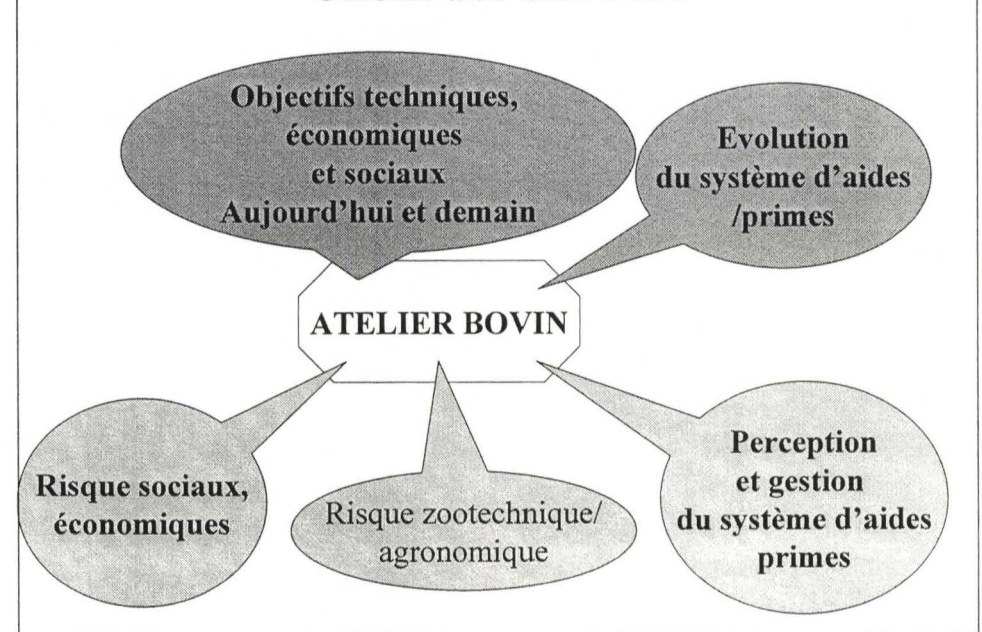 Objectifs techniques,
économiques
et sociaux
Aujourd'hui et demain
Evolution
du système d'aides
/primes
ATELIER BOVIN
Risque sociaux,
économiques
Risque zootechnique/
agronomique
Perception
et gestion
du système d'aides
primes